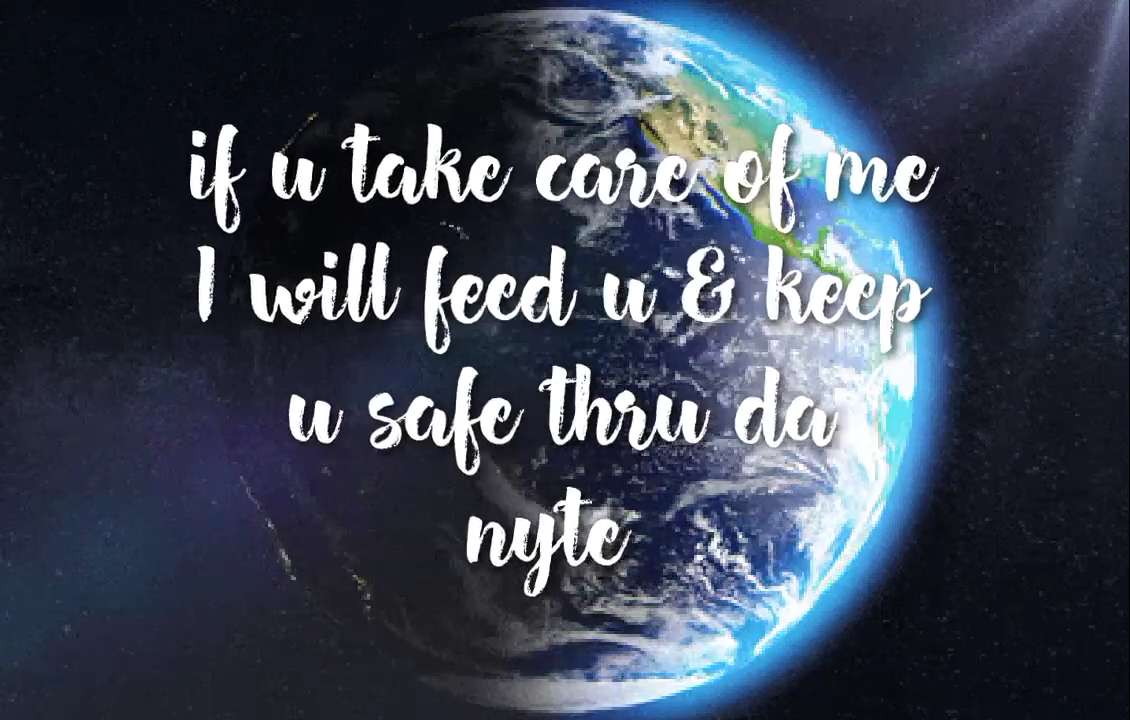 if u take care of me
I will feed u & keep
u safe thru da
nyte